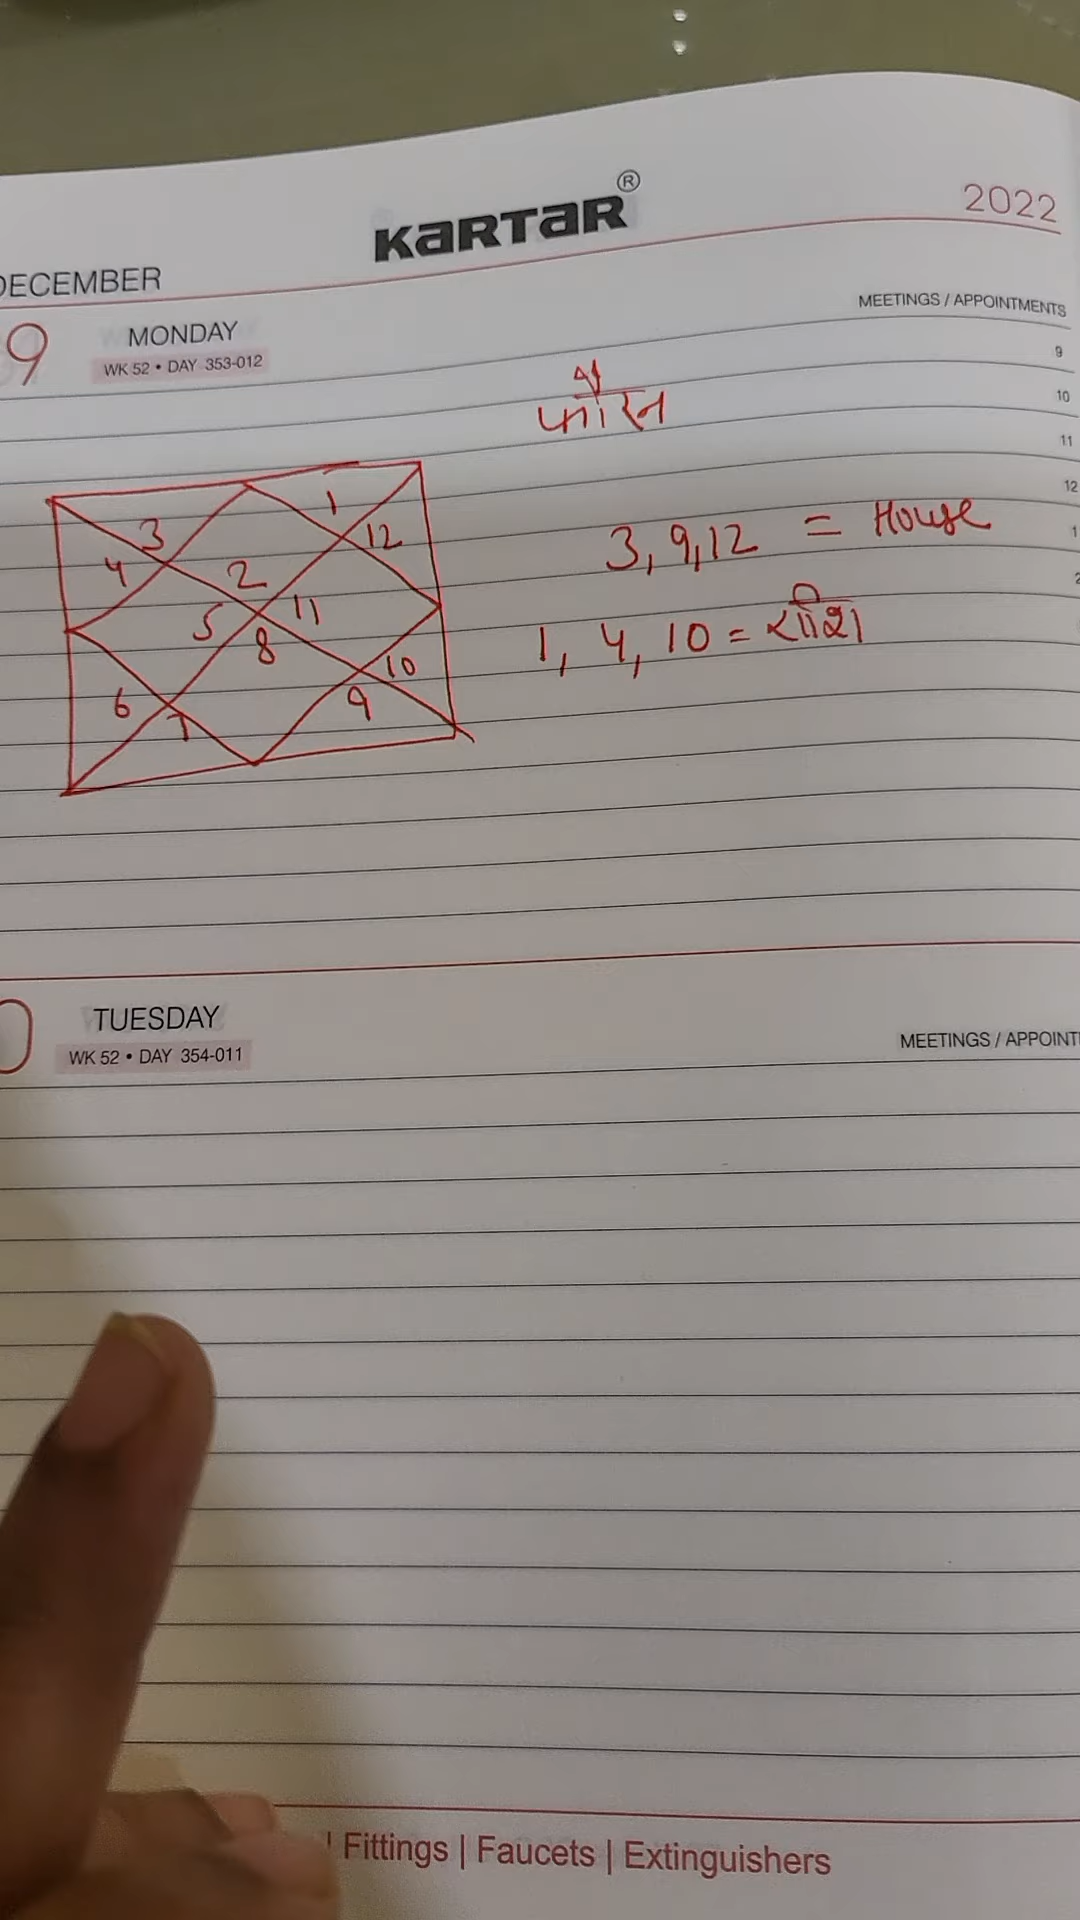 KARTAR®
2022
DECEMBER
9 MONDAY
WK 52 • DAY 353-012
MEETINGS / APPOINTMENTS
9
10
11
12
1
2
3 1
4 2 12
5 11
8
6 10
7 9
3, 9, 12 = House
1, 4, 10 = राशि
TUESDAY
WK 52 • DAY 354-011
MEETINGS / APPOINT
| Fittings | Faucets | Extinguishers